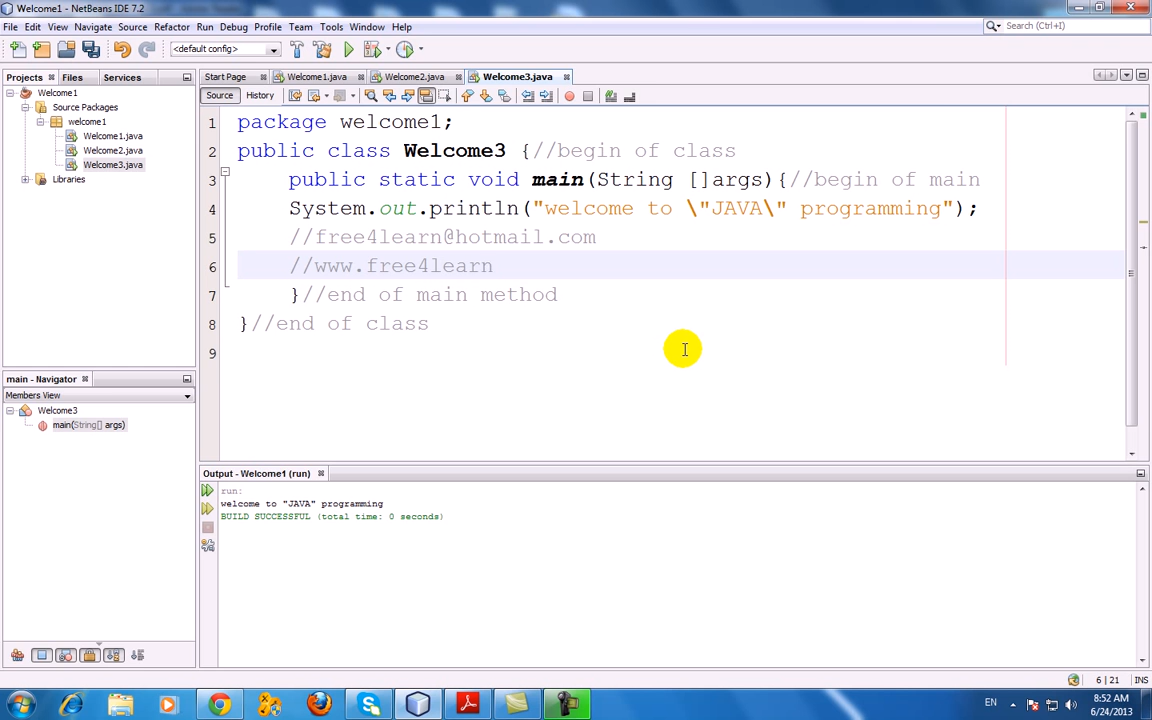 Welcome1 - NetBeans IDE 7.2
File Edit View Navigate Source Refactor Run Debug Profile Team Tools Window Help
Search (Ctrl+I)
<default config>
Projects Files Services
Start Page Welcome1.java Welcome2.java Welcome3.java
Source History
Welcome1
Source Packages
welcome1
Welcome1.java
Welcome2.java
Welcome3.java
Libraries
1 package welcome1;
2 public class Welcome3 {//begin of class
3 public static void main(String []args){//begin of main
4 System.out.println("welcome to \"JAVA\" programming");
5 //free4learn@hotmail.com
6 //www.free4learn
7 }//end of main method
8 }//end of class
9
main - Navigator
Members View
Welcome3
main(String[] args)
Output - Welcome1 (run)
run:
welcome to "JAVA" programming
BUILD SUCCESSFUL (total time: 0 seconds)
6 | 21 INS
EN
8:52 AM
6/24/2013